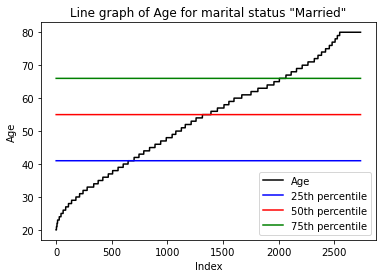 Line graph of Age for marital status "Married"
80
70
60
50
40
30
20
Age
0
500
1000
1500
2000
2500
Index
Age
25th percentile
50th percentile
75th percentile